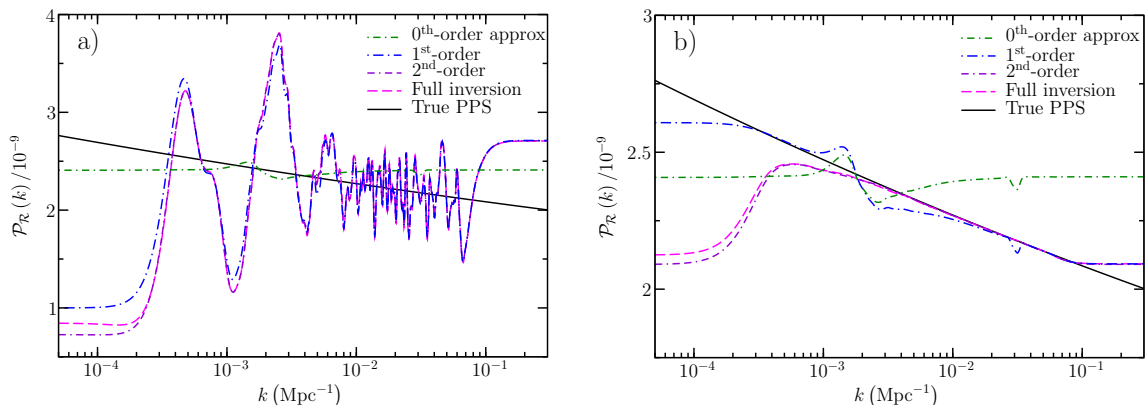 a)
0th-order approx
1st-order
2nd-order
Full inversion
True PPS
4
3
2
1
P_R (k) /10^−9
10^−4
10^−3
10^−2
10^−1
k (Mpc^−1)
b)
0th-order approx
1st-order
2nd-order
Full inversion
True PPS
3
2.5
2
P_R (k) /10^−9
10^−4
10^−3
10^−2
10^−1
k (Mpc^−1)